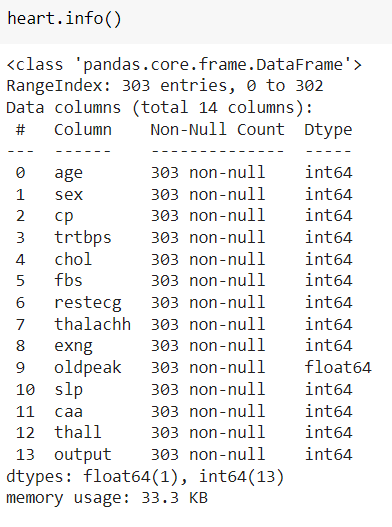 heart.info()
<class 'pandas.core.frame.DataFrame'>
RangeIndex: 303 entries, 0 to 302
Data columns (total 14 columns):
 #   Column    Non-Null Count  Dtype
---  ------    --------------  -----
 0   age       303 non-null    int64
 1   sex       303 non-null    int64
 2   cp        303 non-null    int64
 3   trtbps    303 non-null    int64
 4   chol      303 non-null    int64
 5   fbs       303 non-null    int64
 6   restecg   303 non-null    int64
 7   thalachh  303 non-null    int64
 8   exng      303 non-null    int64
 9   oldpeak   303 non-null    float64
 10  slp       303 non-null    int64
 11  caa       303 non-null    int64
 12  thall     303 non-null    int64
 13  output    303 non-null    int64
dtypes: float64(1), int64(13)
memory usage: 33.3 KB